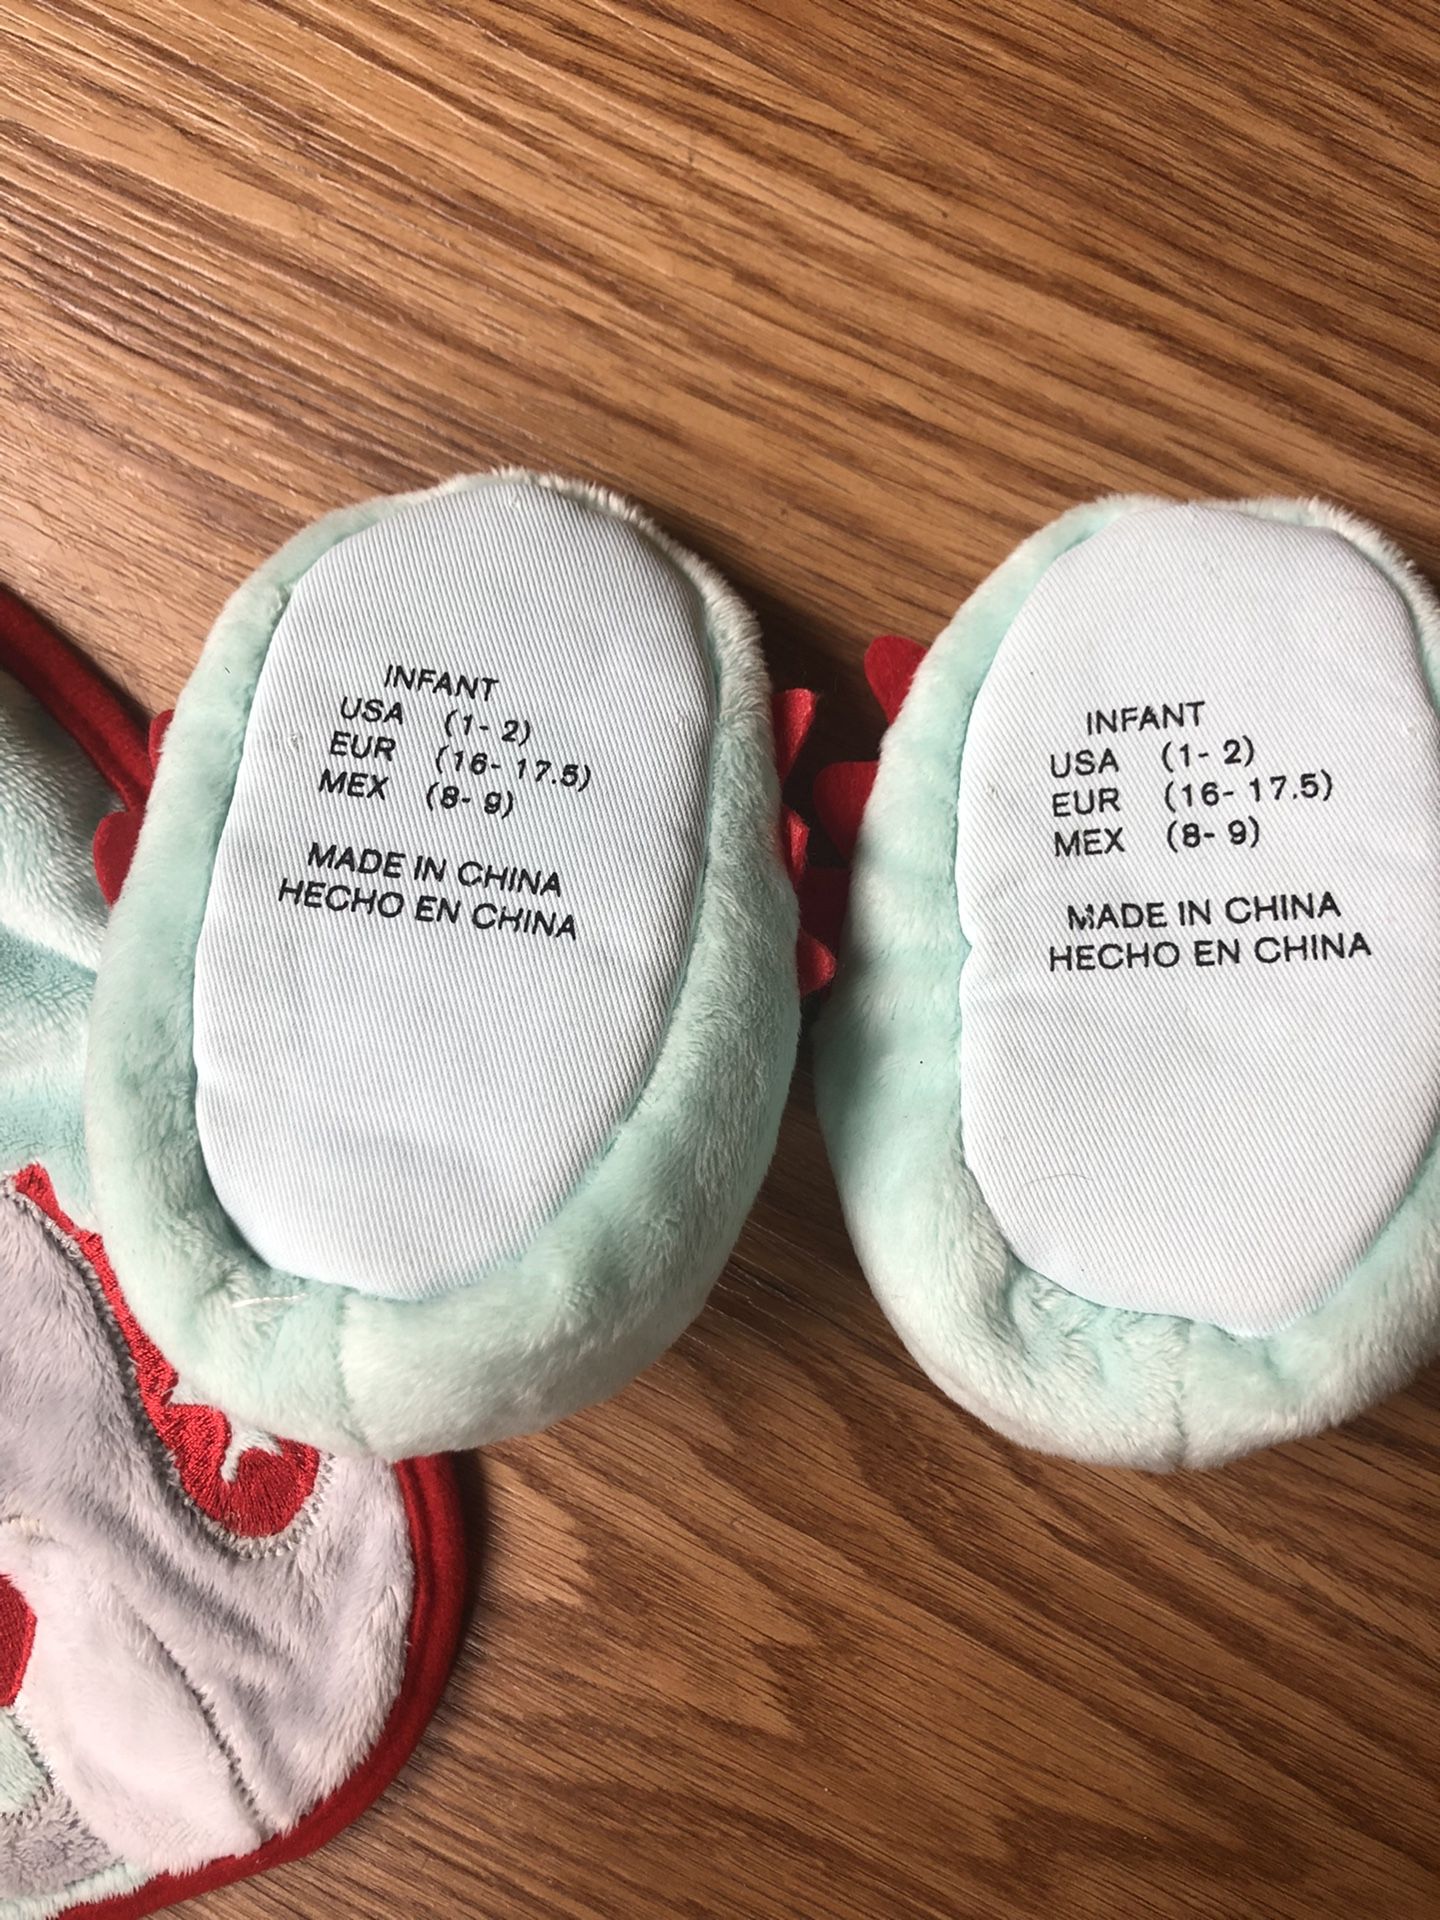 INFANT
USA (1- 2)
EUR (16- 17.5)
MEX (8- 9)
MADE IN CHINA
HECHO EN CHINA
INFANT
USA (1- 2)
EUR (16- 17.5)
MEX (8- 9)
MADE IN CHINA
HECHO EN CHINA